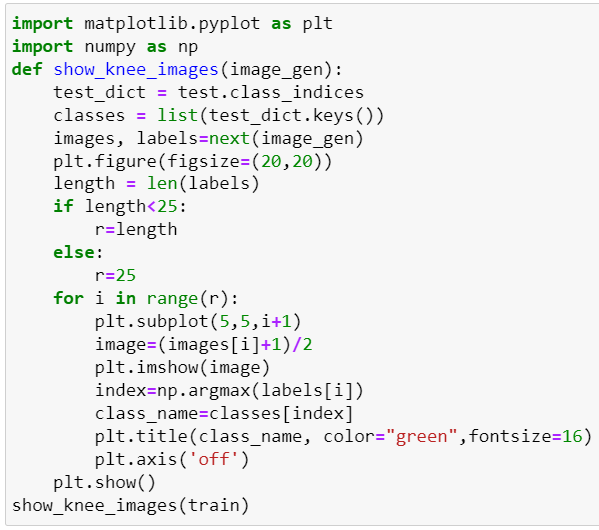 import matplotlib.pyplot as plt
import numpy as np
def show_knee_images(image_gen):
    test_dict = test.class_indices
    classes = list(test_dict.keys())
    images, labels=next(image_gen)
    plt.figure(figsize=(20,20))
    length = len(labels)
    if length<25:
        r=length
    else:
        r=25
    for i in range(r):
        plt.subplot(5,5,i+1)
        image=(images[i]+1)/2
        plt.imshow(image)
        index=np.argmax(labels[i])
        class_name=classes[index]
        plt.title(class_name, color="green",fontsize=16)
        plt.axis('off')
    plt.show()
show_knee_images(train)